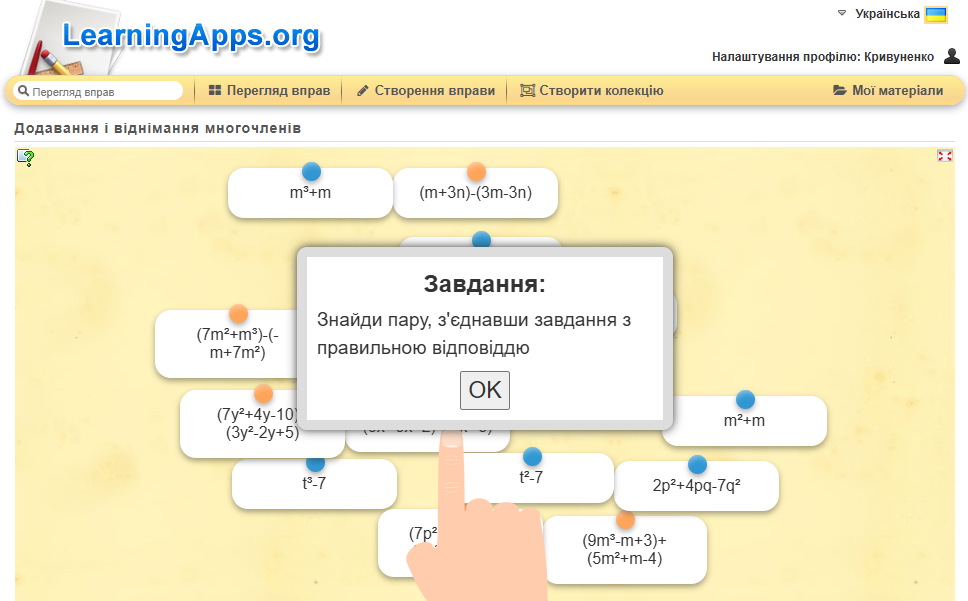 LearningApps.org
Українська
Налаштування профілю: Кривуненко
Перегляд вправ
Перегляд вправ
Створення вправи
Створити колекцію
Мої матеріали
Додавання і віднімання многочленів
m³+m
(m+3n)-(3m-3n)
Завдання:
Знайди пару, з'єднавши завдання з
правильною відповіддю
OK
(7m²+m³)-(-
m+7m²)
(7y²+4y-10)
(3y²-2y+5)
m²+m
t³-7
t²-7
2p²+4pq-7q²
(7p²
(9m³-m+3)+
(5m²+m-4)